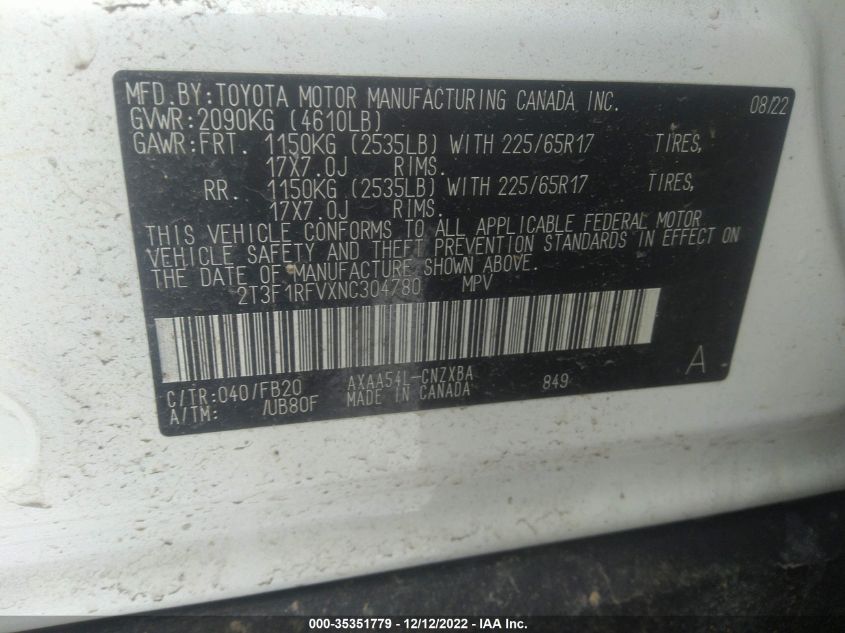 MFD.BY:TOYOTA MOTOR MANUFACTURING CANADA INC. 08/22
GVWR:2090KG (4610LB)
GAWR:FRT. 1150KG (2535LB) WITH 225/65R17 TIRES,
17X7.0J RIMS.
RR. 1150KG (2535LB) WITH 225/65R17 TIRES,
17X7.0J RIMS.
THIS VEHICLE CONFORMS TO ALL APPLICABLE FEDERAL MOTOR
VEHICLE SAFETY AND THEFT PREVENTION STANDARDS IN EFFECT ON
THE DATE OF MANUFACTURE SHOWN ABOVE.
2T3F1RFVXNC304780 MPV
C/TR:040/FB20 AXAA54L-CNZXBA 849 A
A/TM: /UB80F MADE IN CANADA
000-35351779 - 12/12/2022 - IAA Inc.